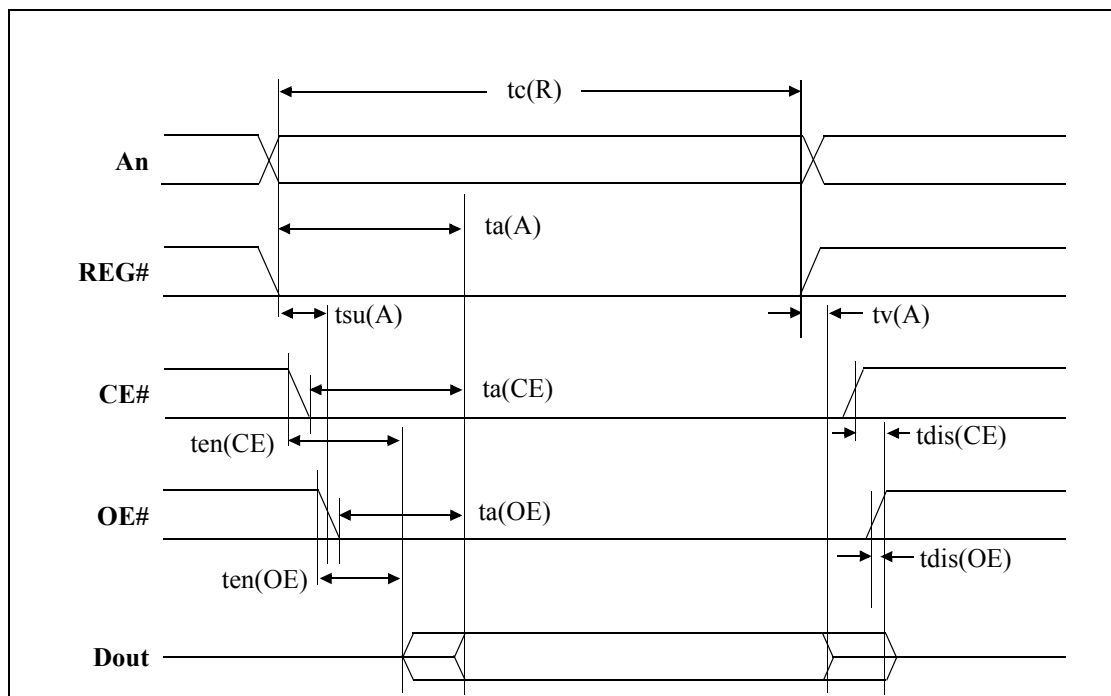 tc(R)
An
ta(A)
REG#
tsu(A)
tv(A)
CE#
ta(CE)
ten(CE)
tdis(CE)
OE#
ta(OE)
ten(OE)
tdis(OE)
Dout